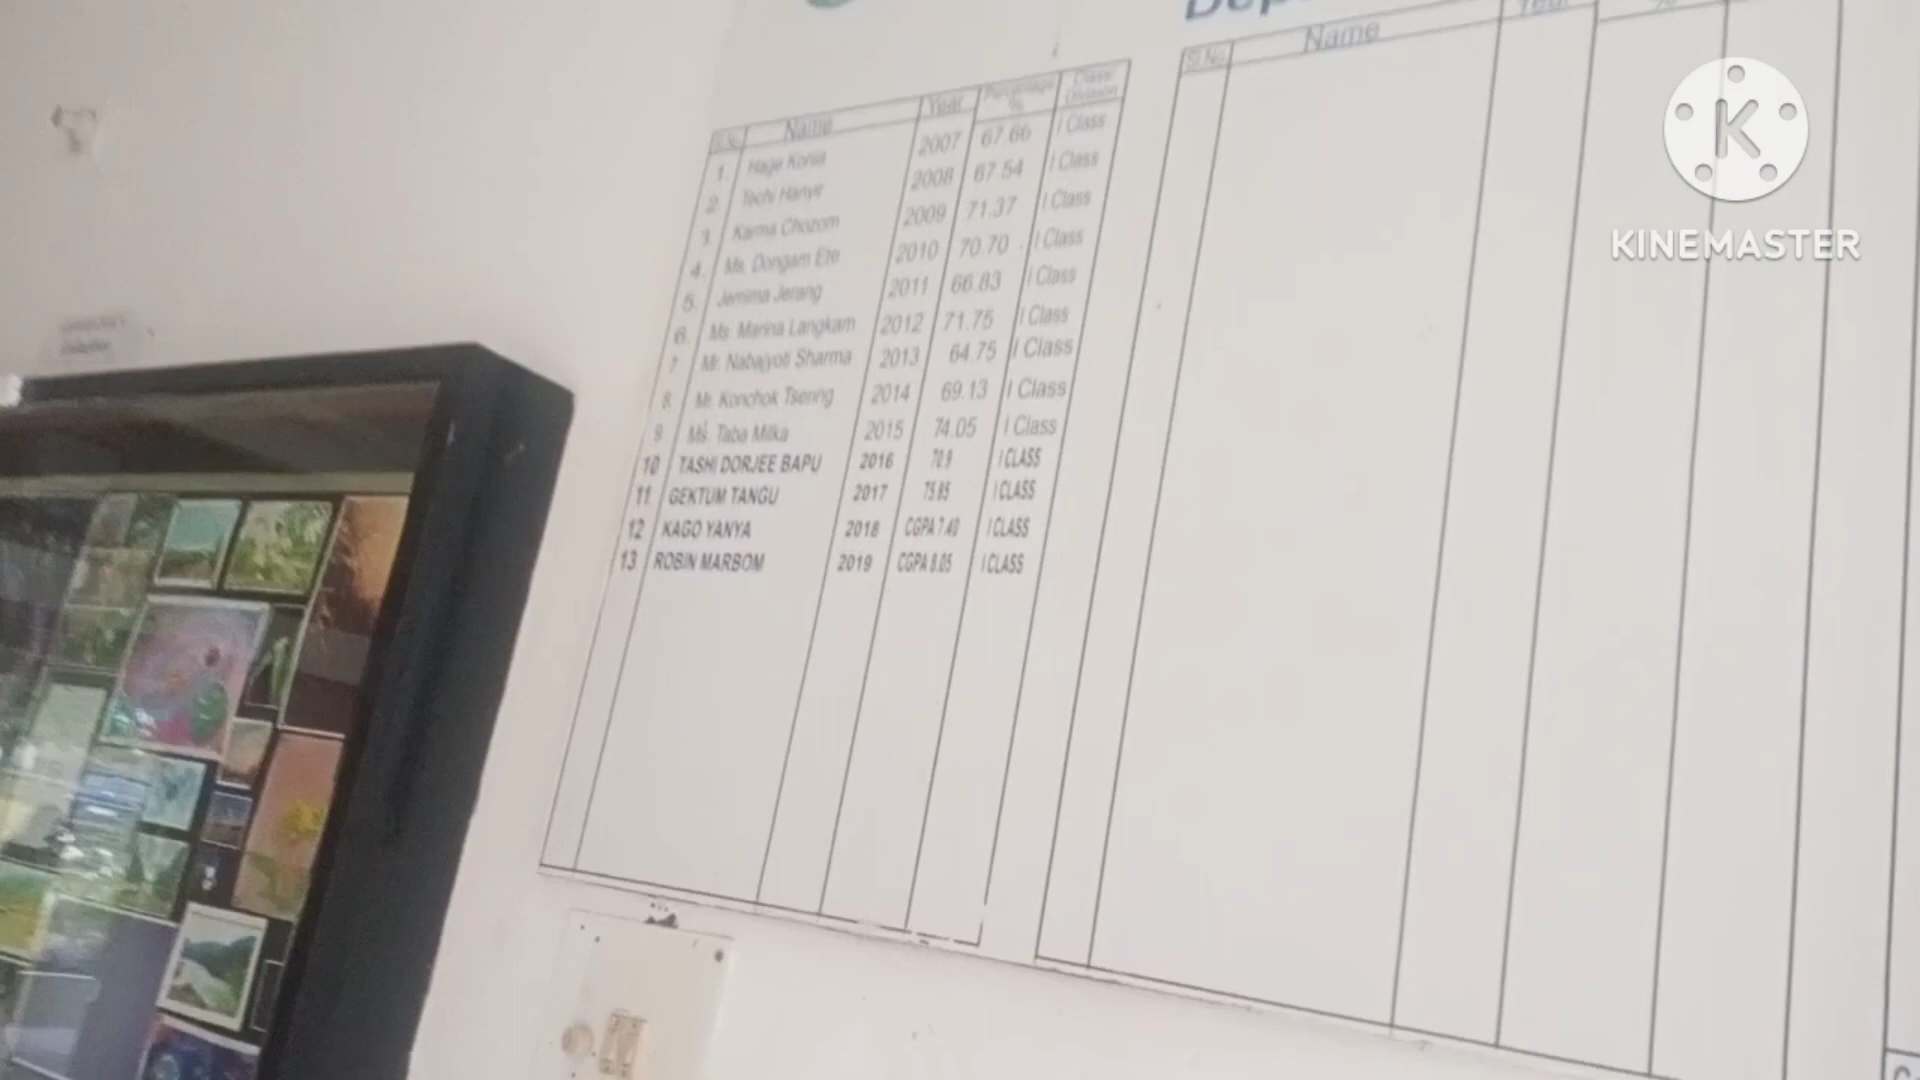 Sl.No. Name Year Percentage % Class/Division
1. Hage Konia 2007 67.66 I Class
2. Techi Hanyir 2008 67.54 I Class
3. Karma Chozom 2009 71.37 I Class
4. Ms. Dongam Ete 2010 70.70 I Class
5. Jemima Jerang 2011 66.83 I Class
6. Ms. Marina Langkam 2012 71.75 I Class
7. Mr. Nabajyoti Sharma 2013 64.75 I Class
8. Mr. Konchok Tsering 2014 69.13 I Class
9. Ms. Taba Milka 2015 74.05 I Class
10 TASHI DORJEE BAPU 2016 70.9 I CLASS
11 GEKTUM TANGU 2017 75.85 I CLASS
12 KAGO YANYA 2018 CGPA 7.40 I CLASS
13 ROBIN MARBOM 2019 CGPA 8.05 I CLASS
Sl.No. Name Year %
K
KINEMASTER